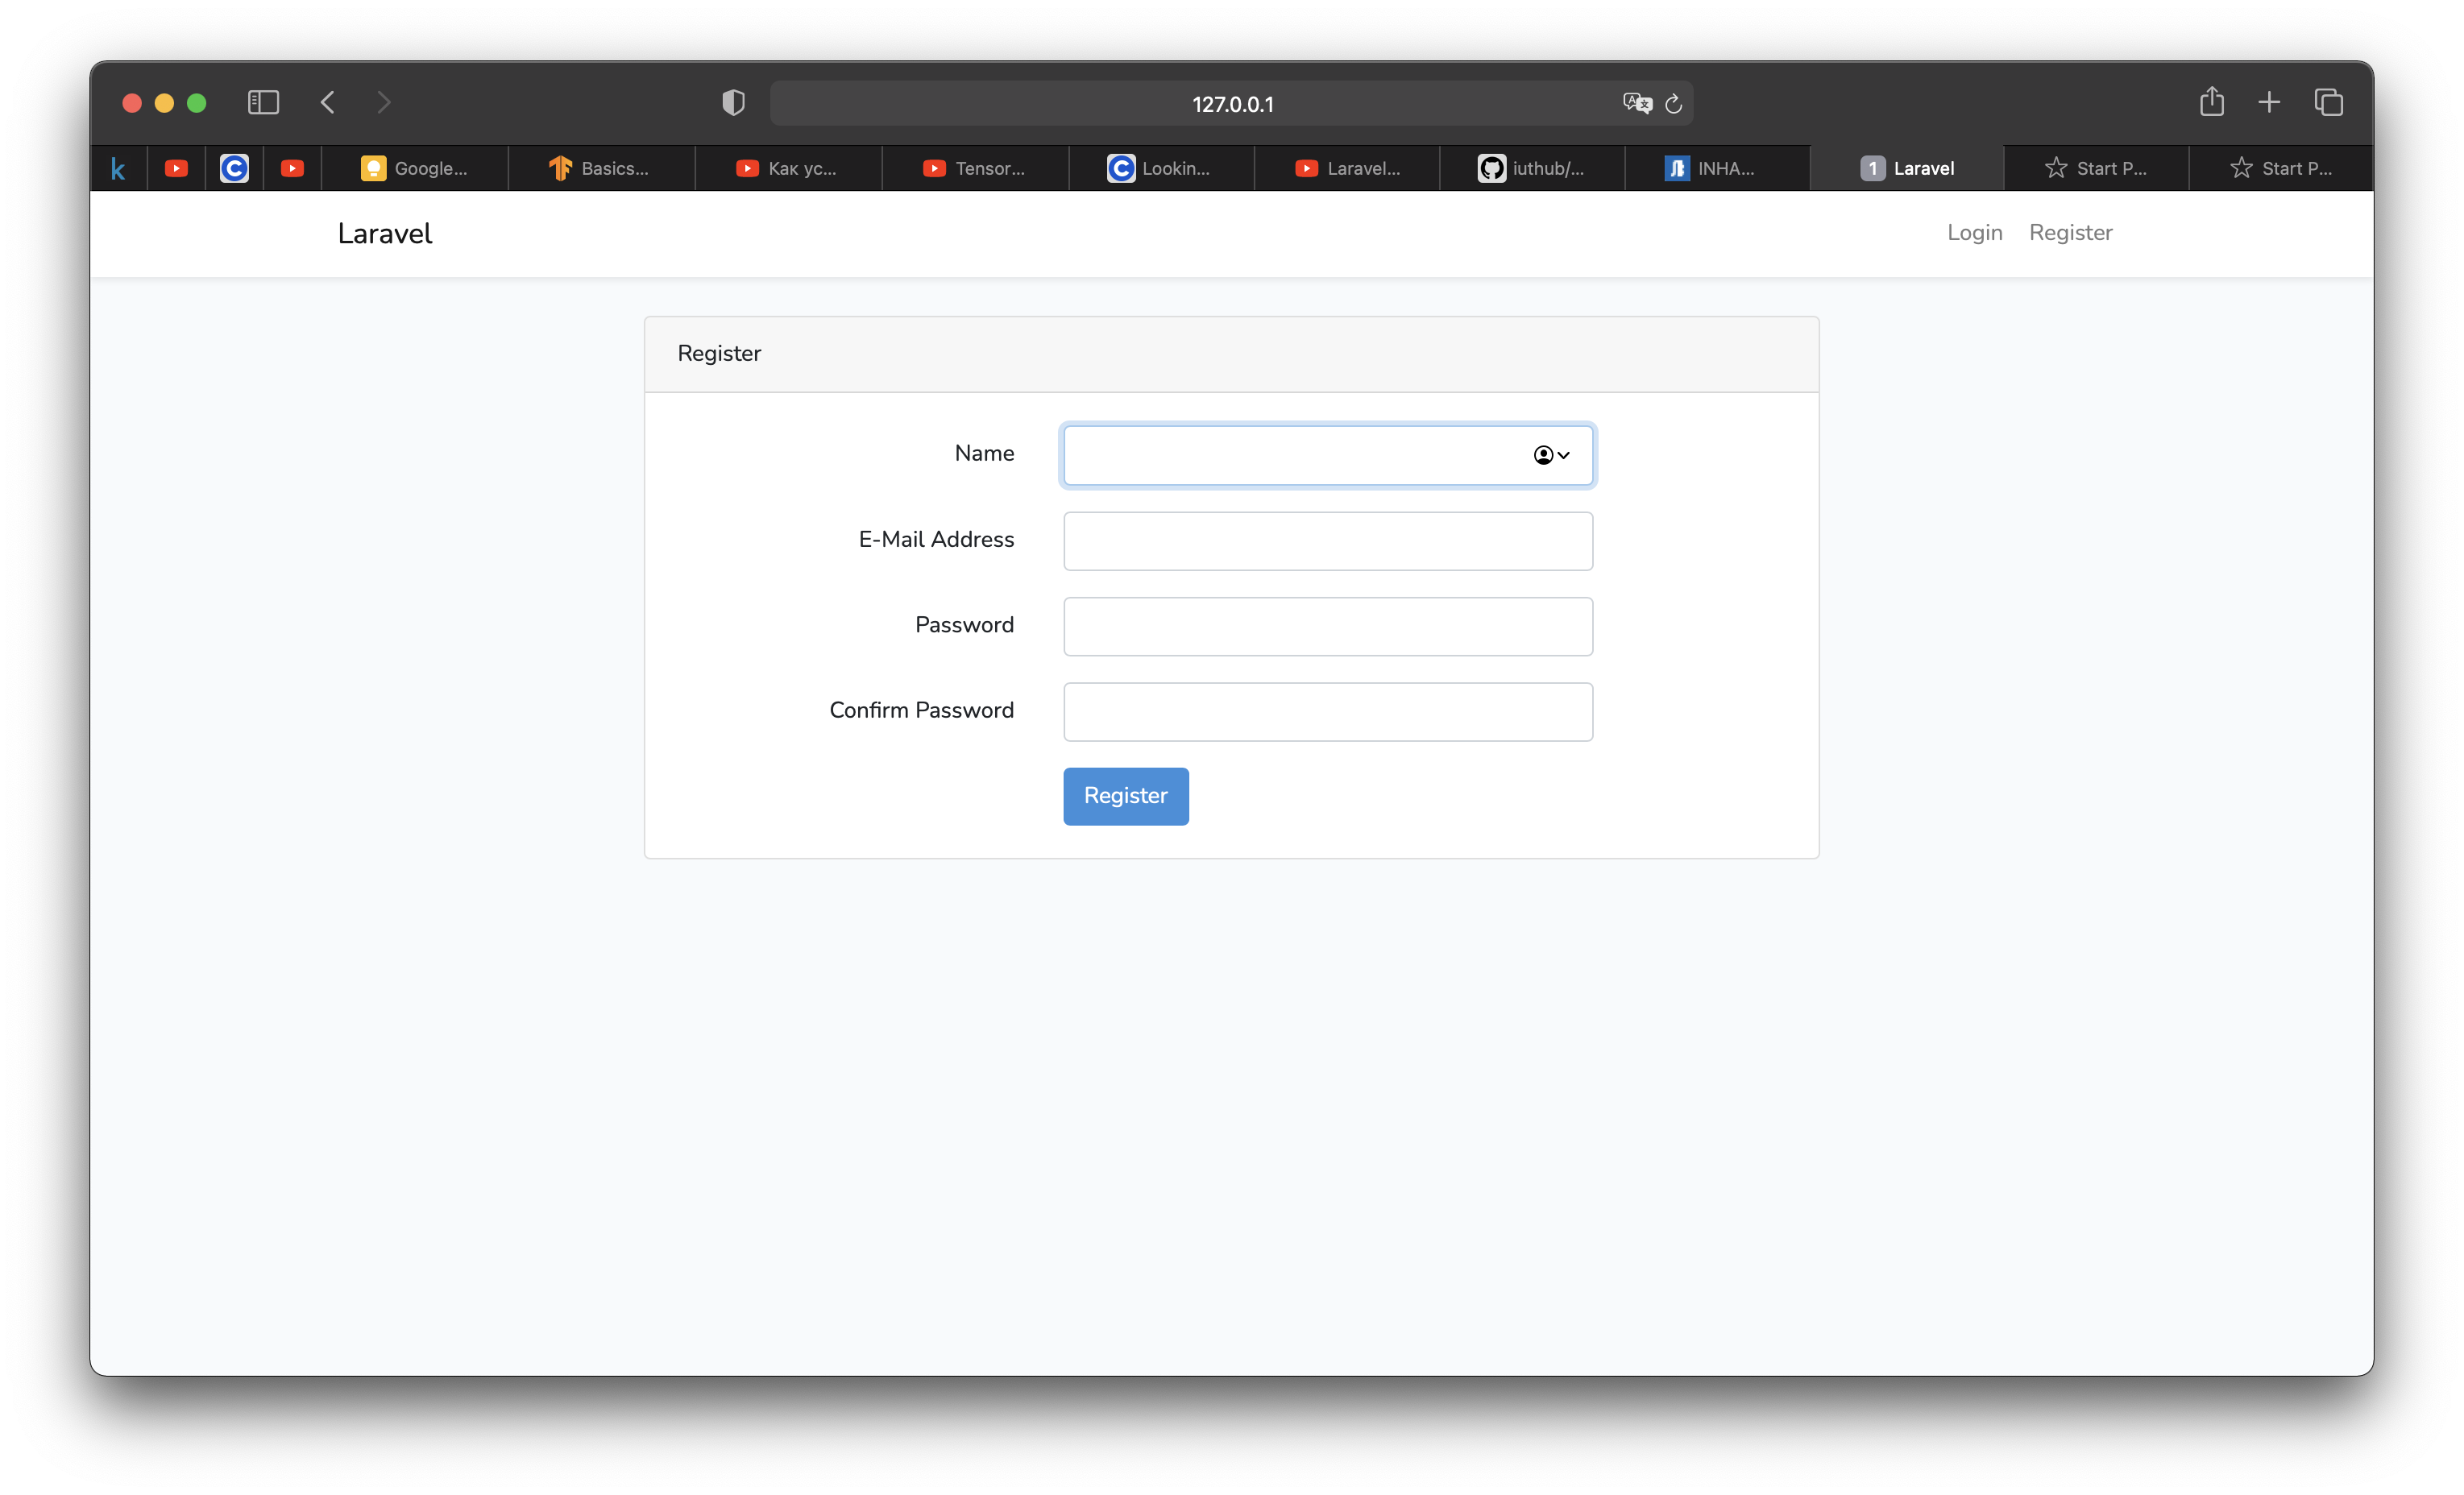 127.0.0.1
k Google... Basics... Как ус... Tensor... Lookin... Laravel... iuthub/... INHA... 1 Laravel Start P... Start P...
Laravel Login Register
Register
Name
E-Mail Address
Password
Confirm Password
Register